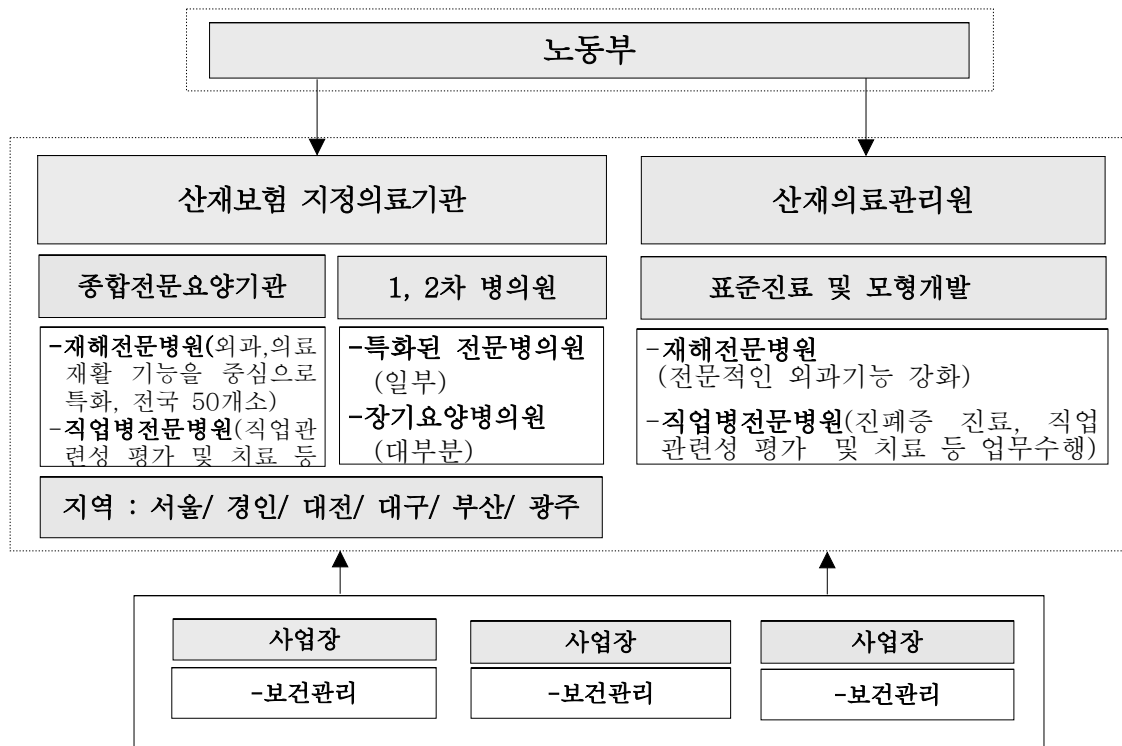 노동부
산재보험 지정의료기관
산재의료관리원
종합전문요양기관
1, 2차 병의원
표준진료 및 모형개발
-재해전문병원(외과,의료
재활 기능을 중심으로
특화, 전국 50개소)
-직업병전문병원(직업관
련성 평가 및 치료 등
-특화된 전문병의원
(일부)
-장기요양병의원
(대부분)
-재해전문병원
(전문적인 외과기능 강화)
-직업병전문병원(진폐증 진료, 직업
관련성 평가 및 치료 등 업무수행)
지역 : 서울/ 경인/ 대전/ 대구/ 부산/ 광주
사업장
사업장
사업장
-보건관리
-보건관리
-보건관리